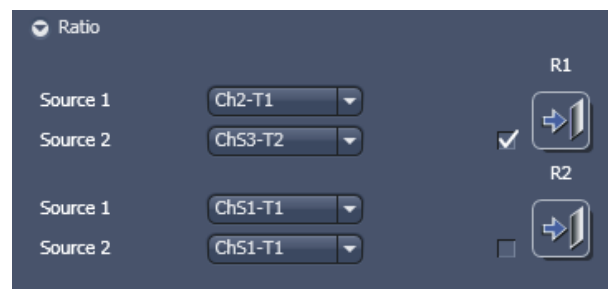 Ratio
R1
Source 1 Ch2-T1
Source 2 ChS3-T2
R2
Source 1 ChS1-T1
Source 2 ChS1-T1